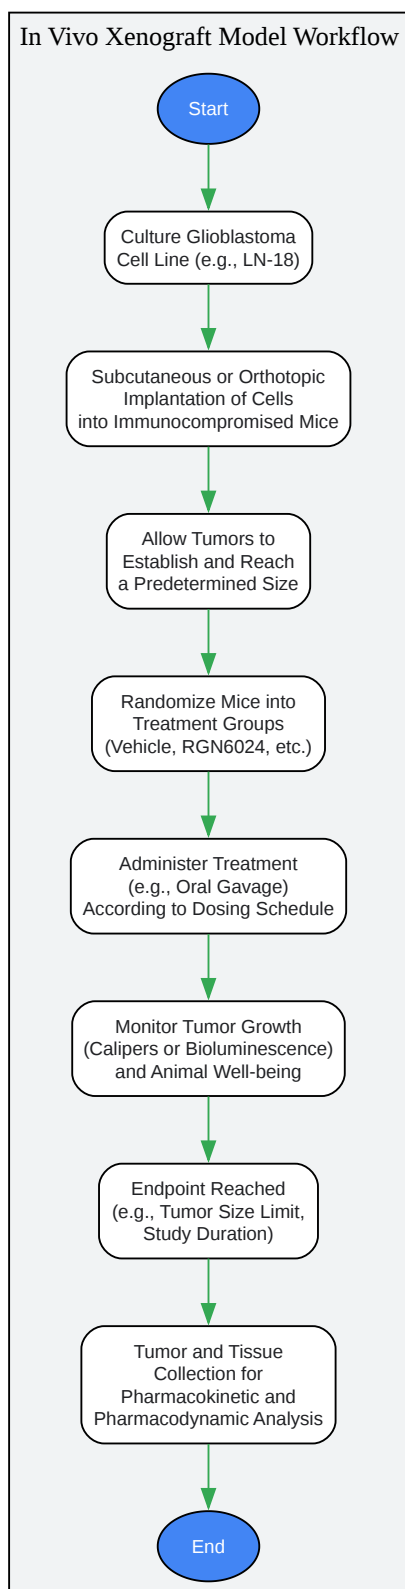 In Vivo Xenograft Model Workflow
Start
Culture Glioblastoma
Cell Line (e.g., LN-18)
Subcutaneous or Orthotopic
Implantation of Cells
into Immunocompromised Mice
Allow Tumors to
Establish and Reach
a Predetermined Size
Randomize Mice into
Treatment Groups
(Vehicle, RGN6024, etc.)
Administer Treatment
(e.g., Oral Gavage)
According to Dosing Schedule
Monitor Tumor Growth
(Calipers or Bioluminescence)
and Animal Well-being
Endpoint Reached
(e.g., Tumor Size Limit,
Study Duration)
Tumor and Tissue
Collection for
Pharmacokinetic and
Pharmacodynamic Analysis
End